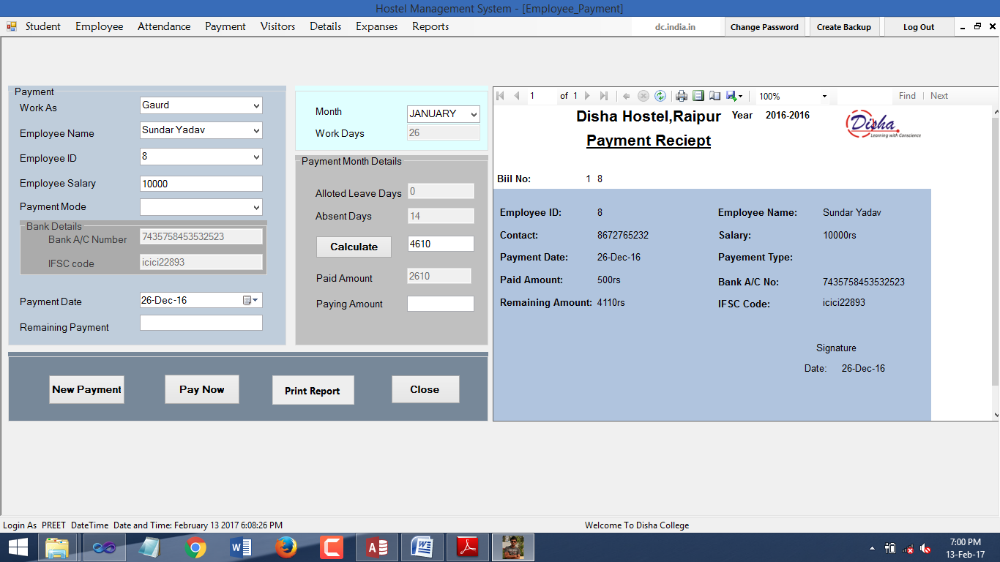 Hostel Management System - [Employee_Payment]
Student Employee Attendance Payment Visitors Details Expanses Reports dc.india.in Change Password Create Backup Log Out
Payment
Work As Gaurd
Employee Name Sundar Yadav
Employee ID 8
Employee Salary 10000
Payment Mode
Bank Details
Bank A/C Number 7435758453532523
IFSC code icici22893
Payment Date 26-Dec-16
Remaining Payment
Month JANUARY
Work Days 26
Payment Month Details
Alloted Leave Days 0
Absent Days 14
Calculate 4610
Paid Amount 2610
Paying Amount
New Payment Pay Now Print Report Close
1 of 1 100% Find | Next
Disha Hostel,Raipur Year 2016-2016
Disha
Learning with Conscience
Payment Reciept
Biil No: 1 8
Employee ID: 8 Employee Name: Sundar Yadav
Contact: 8672765232 Salary: 10000rs
Payment Date: 26-Dec-16 Payement Type:
Paid Amount: 500rs Bank A/C No: 7435758453532523
Remaining Amount: 4110rs IFSC Code: icici22893
Signature
Date: 26-Dec-16
Login As PREET DateTime Date and Time: February 13 2017 6:08:26 PM Welcome To Disha College
7:00 PM
13-Feb-17